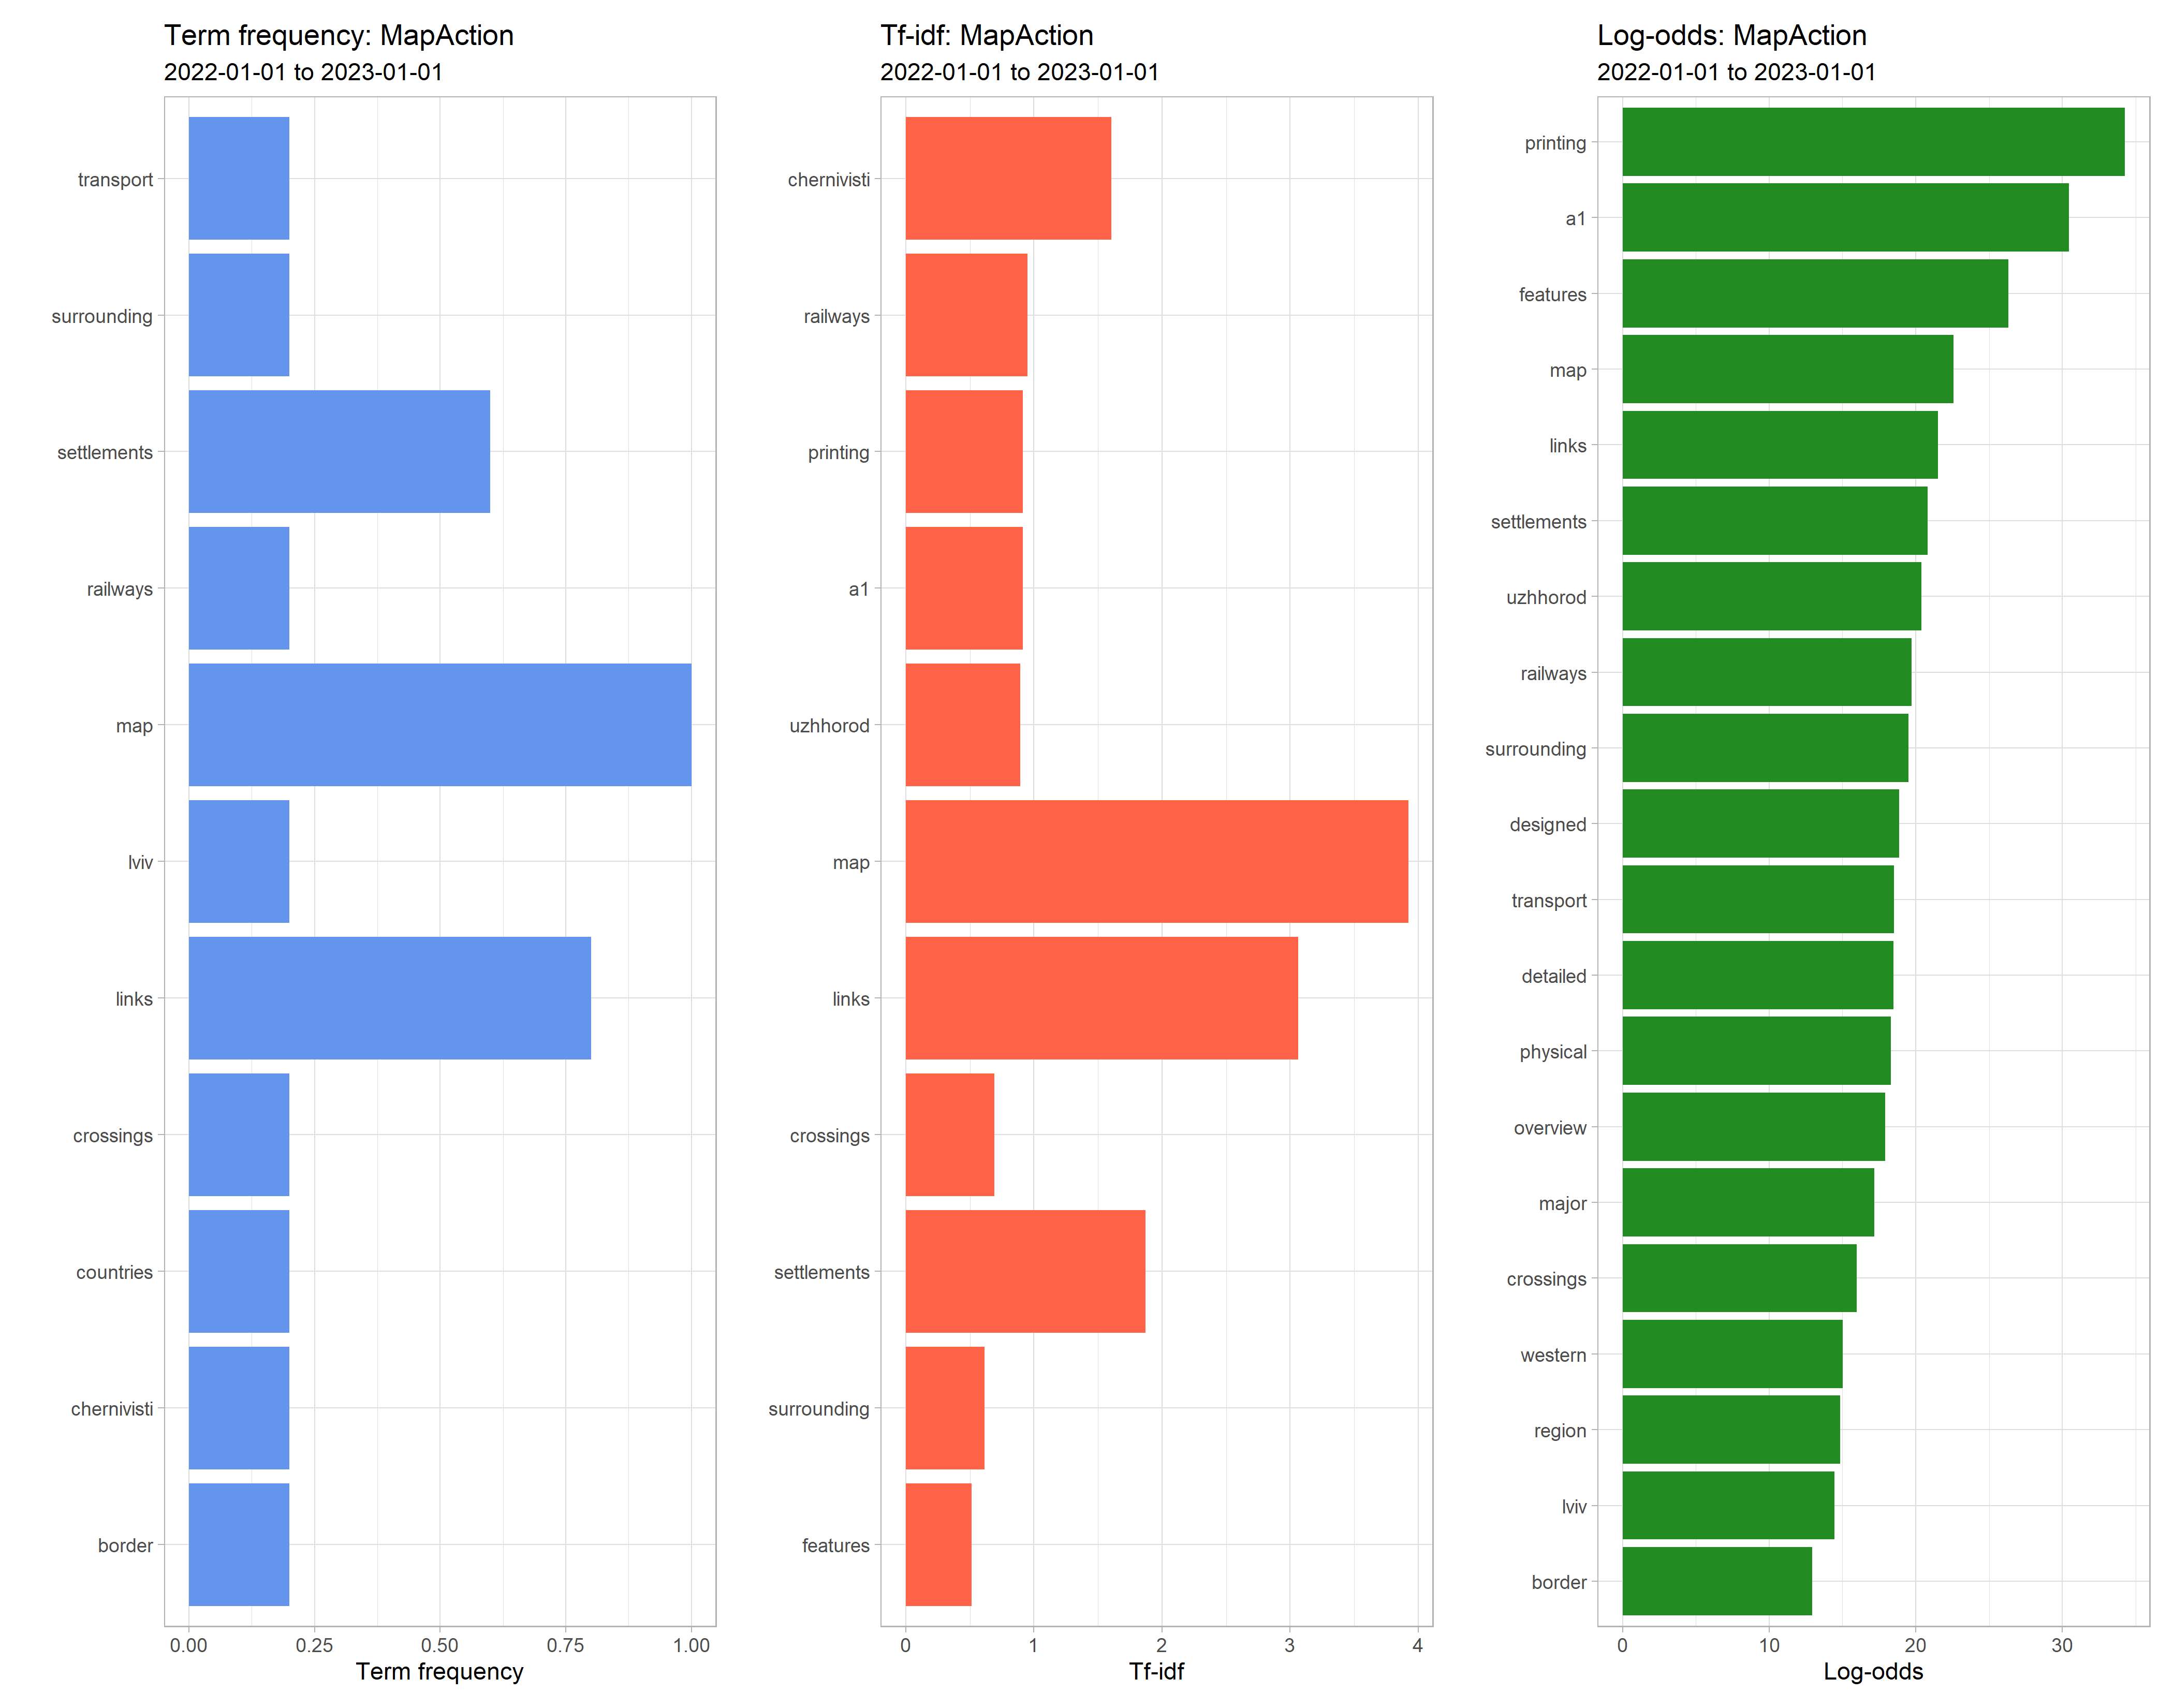 Term frequency: MapAction
2022-01-01 to 2023-01-01
transport
surrounding
settlements
railways
map
lviv
links
crossings
countries
chernivisti
border
0.00 0.25 0.50 0.75 1.00
Term frequency
Tf-idf: MapAction
2022-01-01 to 2023-01-01
chernivisti
railways
printing
a1
uzhhorod
map
links
crossings
settlements
surrounding
features
0 1 2 3 4
Tf-idf
Log-odds: MapAction
2022-01-01 to 2023-01-01
printing
a1
features
map
links
settlements
uzhhorod
railways
surrounding
designed
transport
detailed
physical
overview
major
crossings
western
region
lviv
border
0 10 20 30
Log-odds